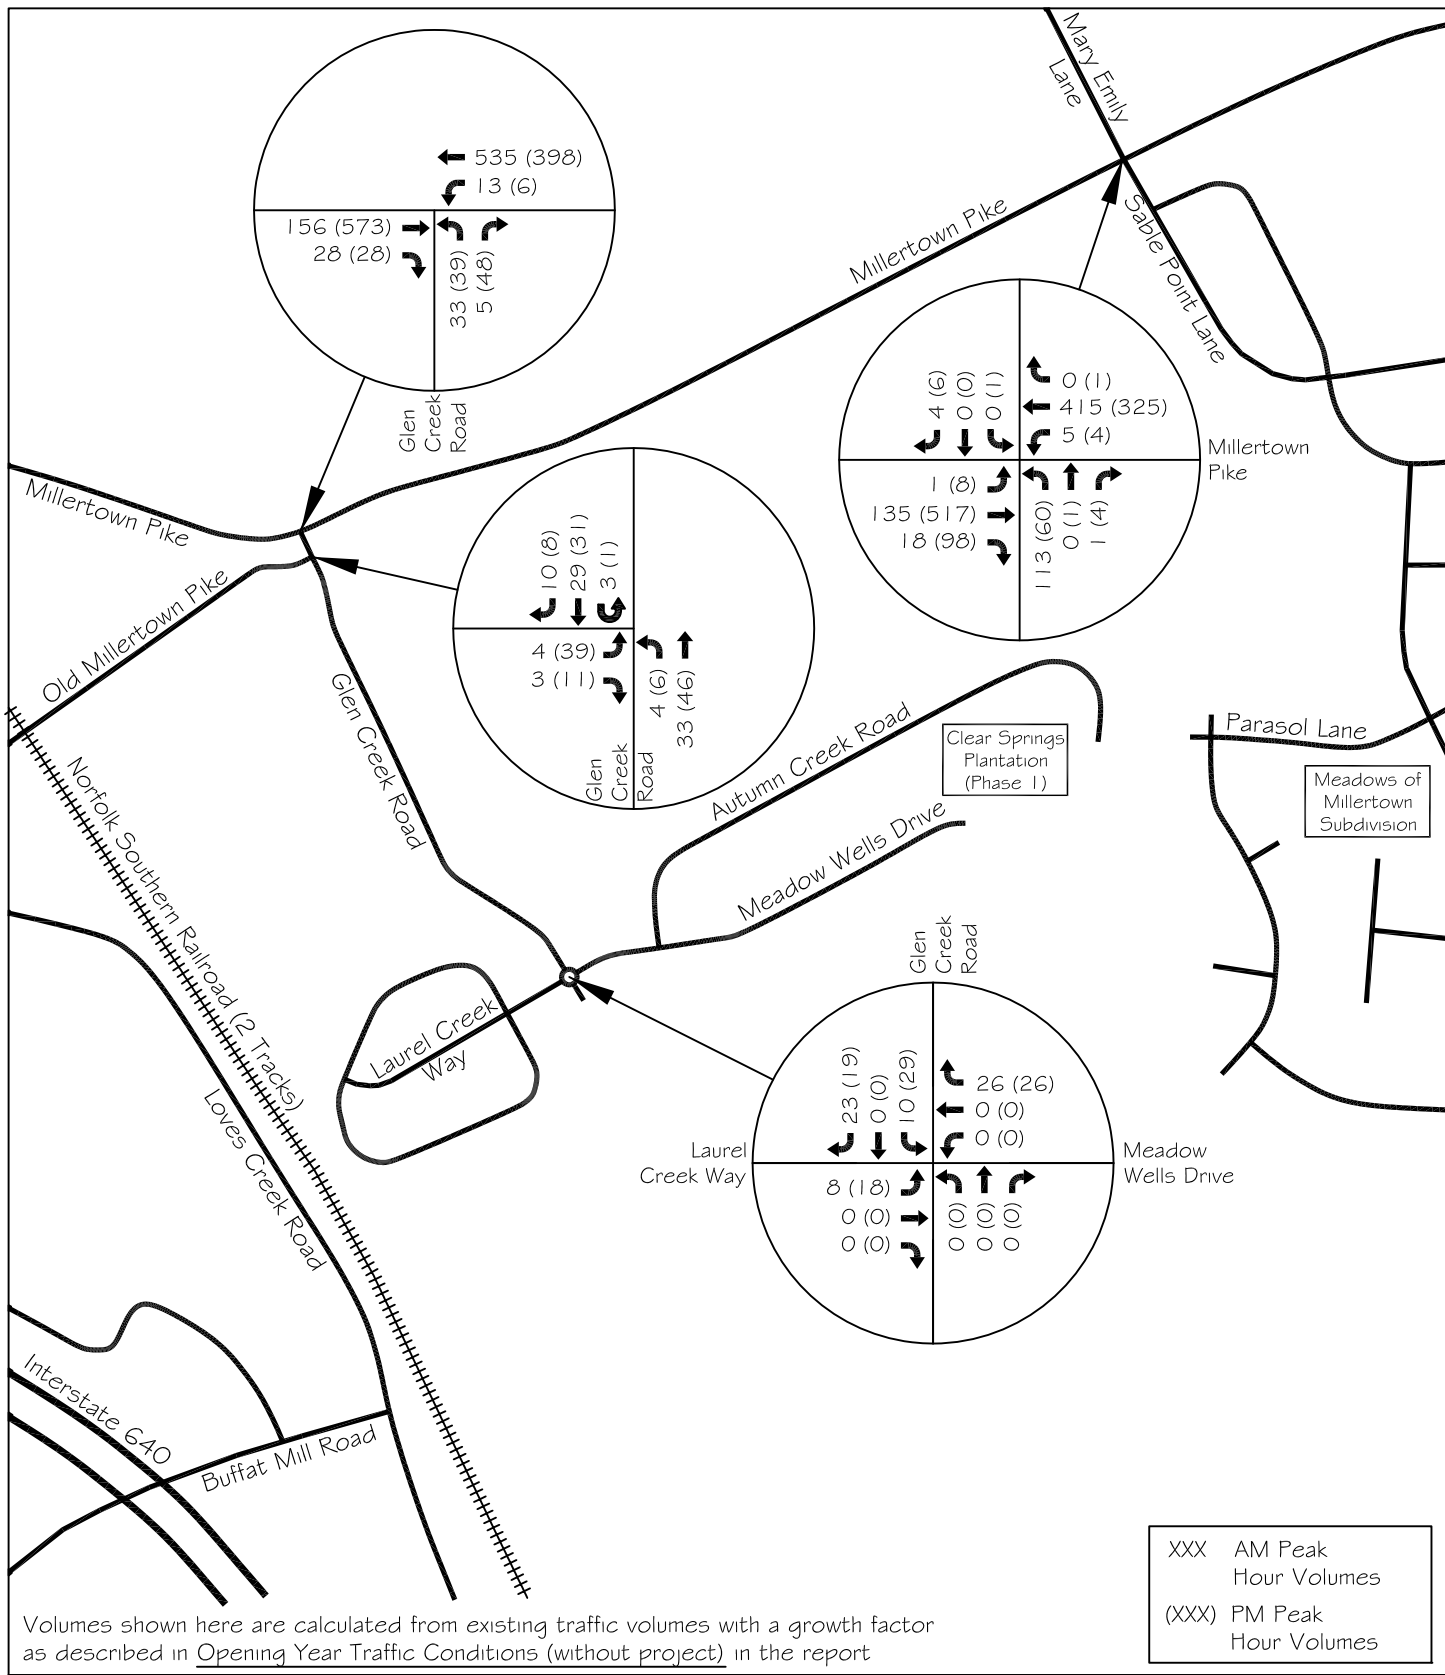 Mary Emily
Lane
535 (398)
13 (6)
156 (573)
28 (28)
33 (39)
5 (48)
Glen
Creek
Road
Millertown Pike
Sable Point Lane
4 (6)
0 (0)
0 (1)
0 (1)
415 (325)
5 (4)
1 (8)
135 (517)
18 (98)
113 (60)
0 (1)
1 (4)
Millertown
Pike
Millertown Pike
Old Millertown Pike
10 (8)
29 (31)
3 (1)
4 (39)
3 (11)
4 (6)
33 (46)
Glen
Creek
Road
Glen Creek Road
Autumn Creek Road
Clear Springs
Plantation
(Phase 1)
Parasol Lane
Meadows of
Millertown
Subdivision
Meadow Wells Drive
Norfolk Southern Railroad (2 Tracks)
Laurel Creek
Way
Loves Creek Road
Glen
Creek
Road
23 (19)
0 (0)
10 (29)
26 (26)
0 (0)
0 (0)
Laurel
Creek Way
Meadow
Wells Drive
8 (18)
0 (0)
0 (0)
0 (0)
0 (0)
0 (0)
Interstate 640
Buffat Mill Road
XXX AM Peak
Hour Volumes
(XXX) PM Peak
Hour Volumes
Volumes shown here are calculated from existing traffic volumes with a growth factor
as described in Opening Year Traffic Conditions (without project) in the report